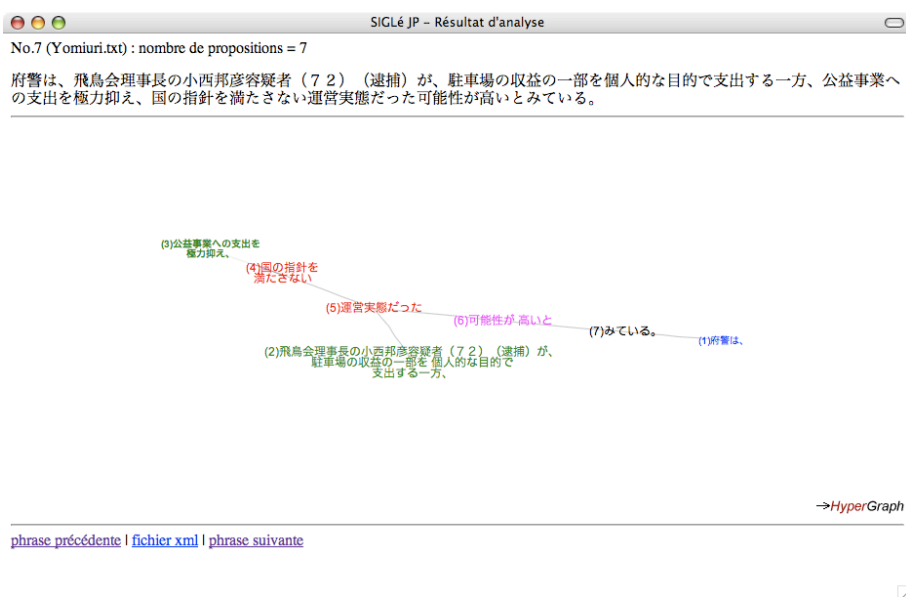 SIGLé JP – Résultat d'analyse
No.7 (Yomiuri.txt) : nombre de propositions = 7
府警は、飛鳥会理事長の小西邦彦容疑者（７２）（逮捕）が、駐車場の収益の一部を個人的な目的で支出する一方、公益事業へ
の支出を極力抑え、国の指針を満たさない運営実態だった可能性が高いとみている。
(3)公益事業への支出を
極力抑え、
(4)国の指針を
満たさない
(5)運営実態だった
(6)可能性が 高いと
(7)みている。
(1)府警は、
(2)飛鳥会理事長の小西邦彦容疑者（７２）（逮捕）が、
駐車場の収益の一部を 個人的な目的で
支出する一方、
→HyperGraph
phrase précédente | fichier xml | phrase suivante